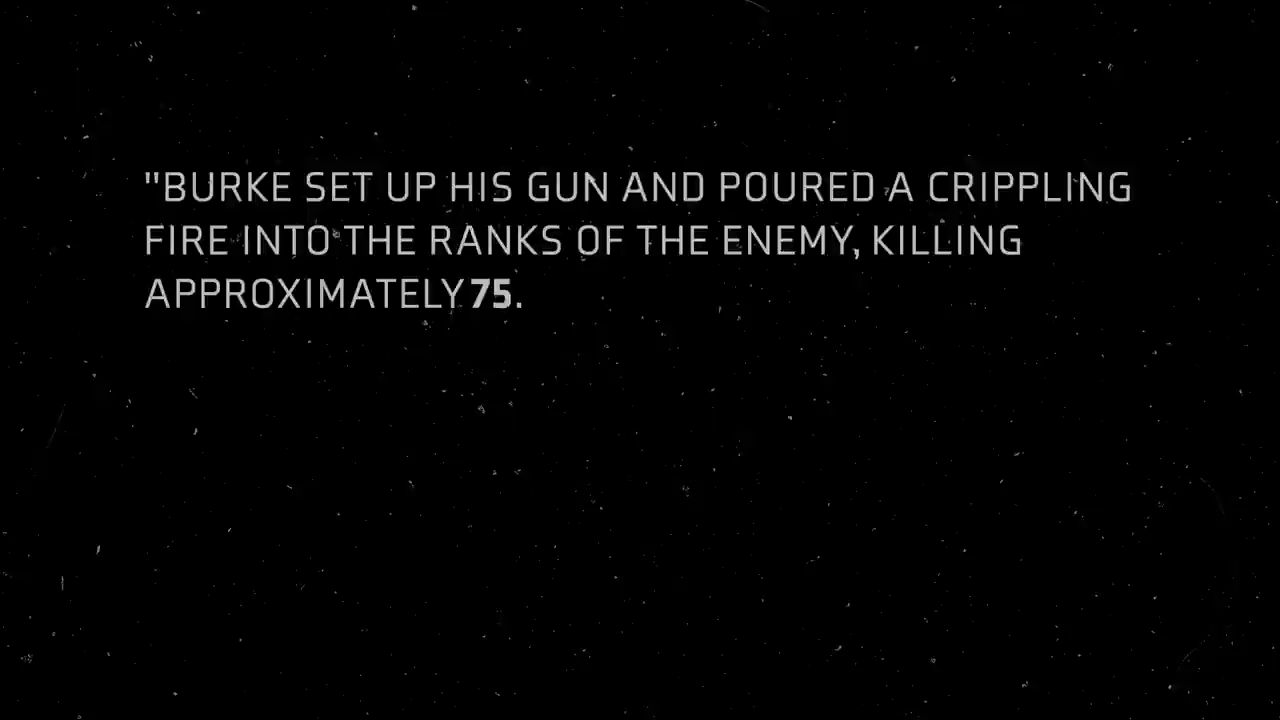 "BURKE SET UP HIS GUN AND POURED A CRIPPLING
FIRE INTO THE RANKS OF THE ENEMY, KILLING
APPROXIMATELY 75.